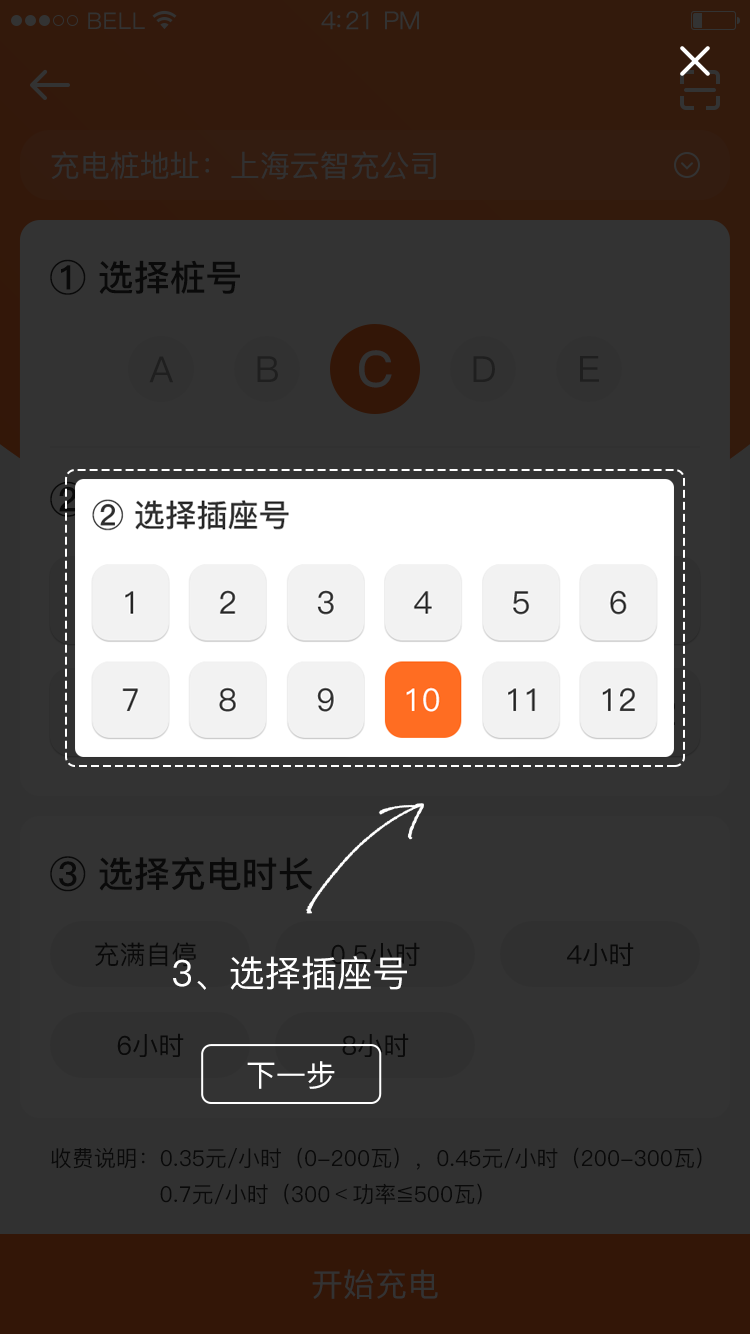 BELL 4:21 PM
充电桩地址：上海云智充公司
① 选择桩号
A B C D E
②
② 选择插座号
1 2 3 4 5 6
7 8 9 10 11 12
③ 选择充电时长
充满自停 0.5小时 4小时
3、选择插座号
6小时 8小时
下一步
收费说明：0.35元/小时（0-200瓦），0.45元/小时（200-300瓦）
0.7元/小时（300＜功率≦500瓦）
开始充电